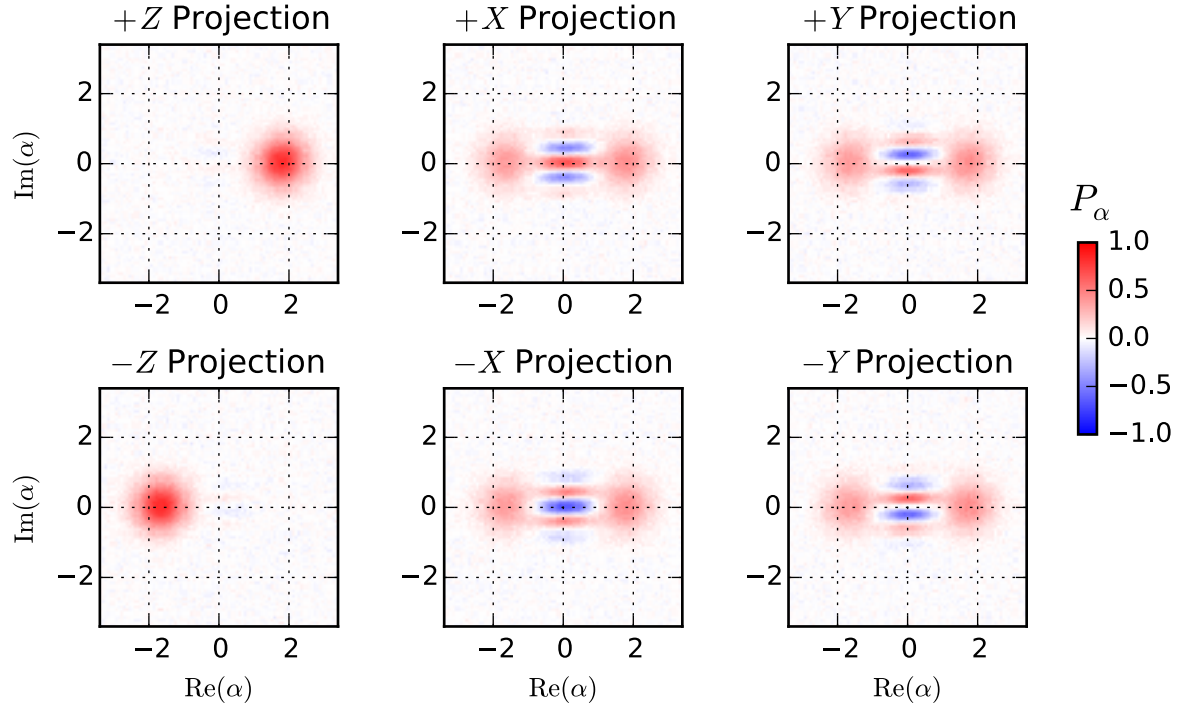 +Z Projection +X Projection +Y Projection
Im(α) 2 0 −2 2 0 −2 2 0 −2
−2 0 2 −2 0 2 −2 0 2
P_α
1.0
0.5
0.0
−0.5
−1.0
−Z Projection −X Projection −Y Projection
Im(α) 2 0 −2 2 0 −2 2 0 −2
−2 0 2 −2 0 2 −2 0 2
Re(α) Re(α) Re(α)